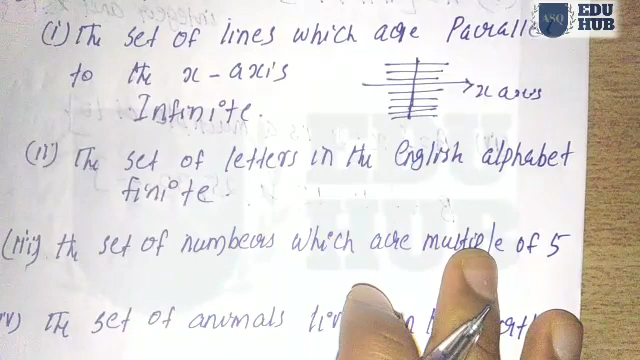 (i) The set of lines which are Parallel
to the x-axis
Infinite.
x axis
(ii) The set of letters in the English alphabet
finite.
(iii) The set of numbers which are multiple of 5
iv) The set of animals
ASQ EDU HUB